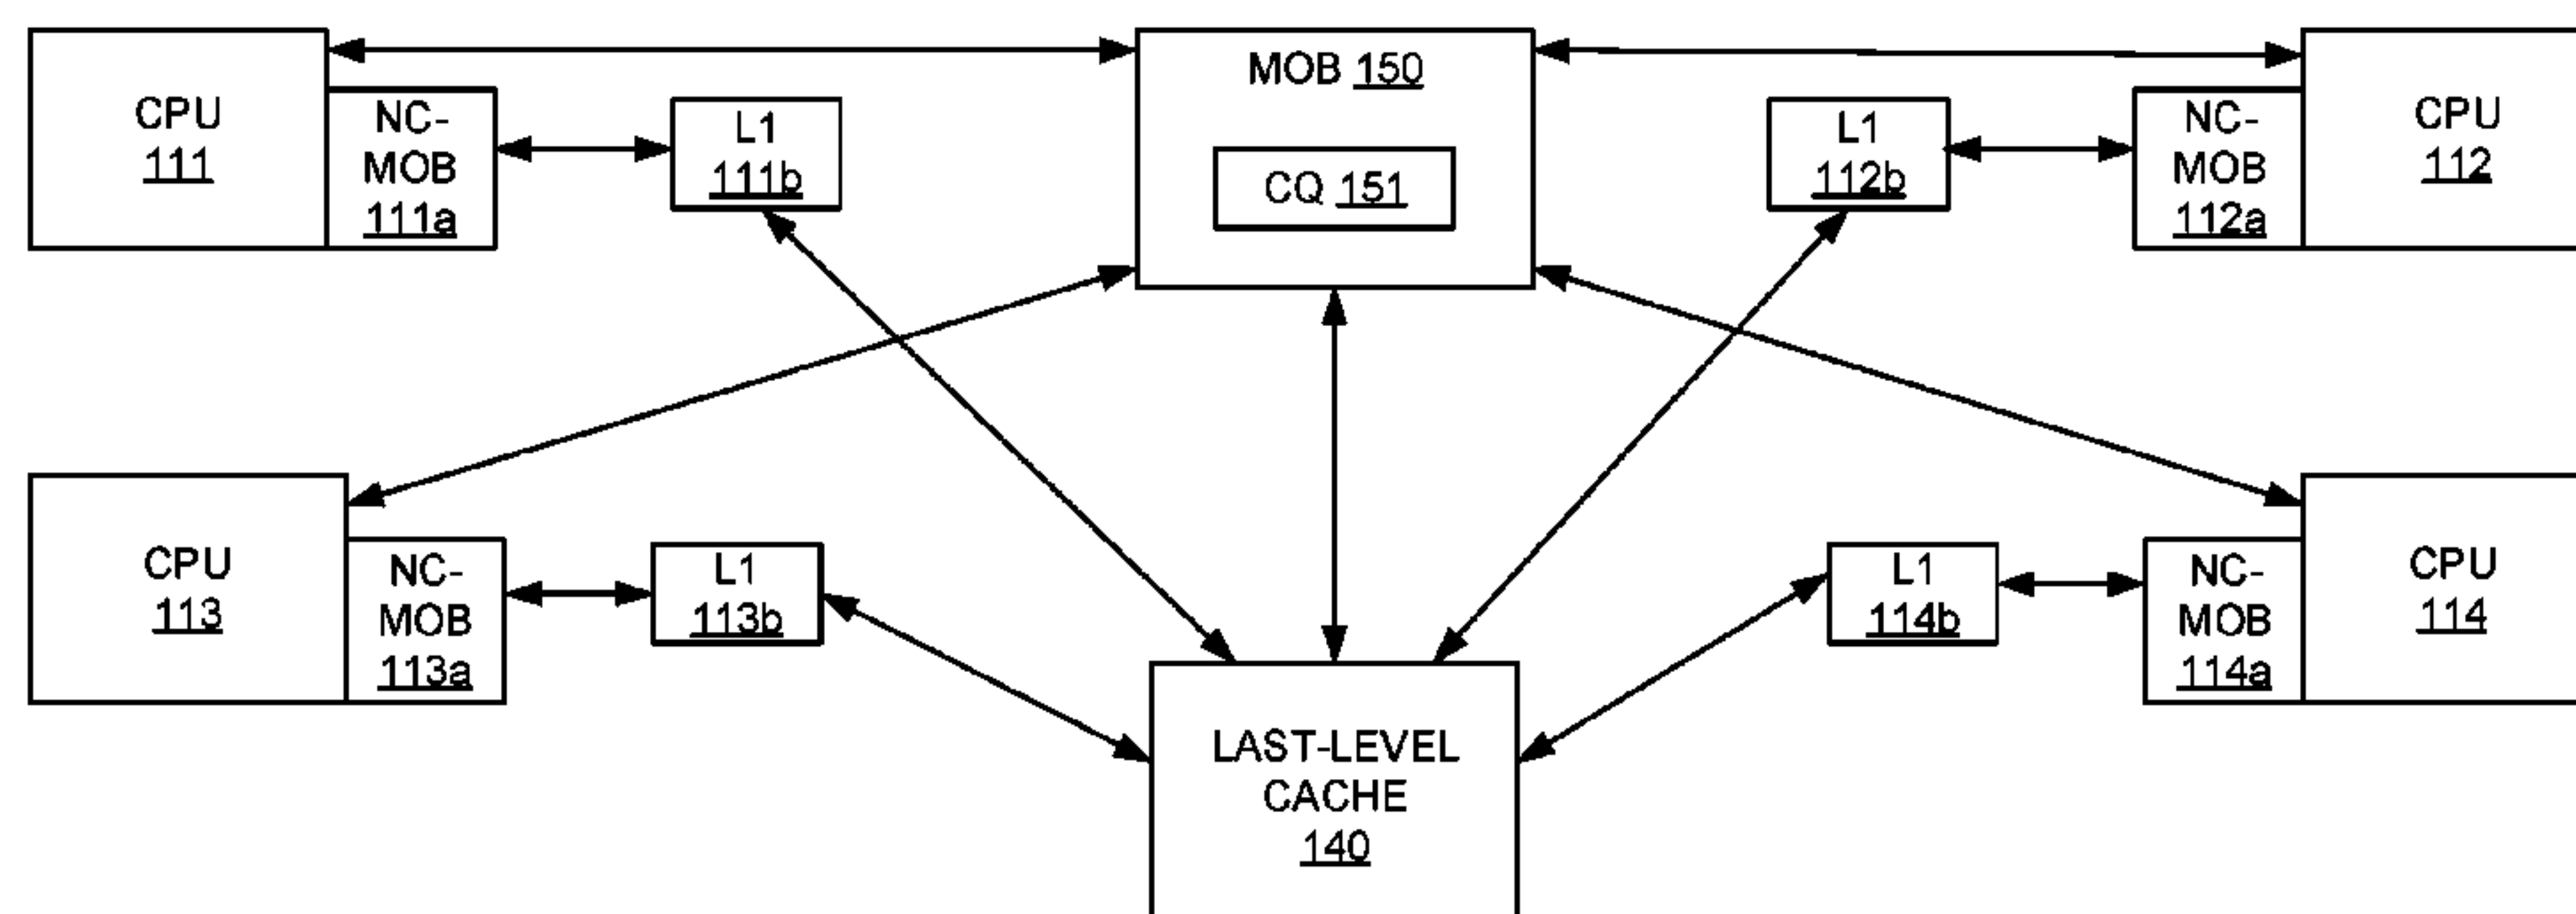 CPU
111
NC-
MOB
111a
L1
111b
MOB 150
CQ 151
L1
112b
NC-
MOB
112a
CPU
112
CPU
113
NC-
MOB
113a
L1
113b
LAST-LEVEL
CACHE
140
L1
114b
NC-
MOB
114a
CPU
114